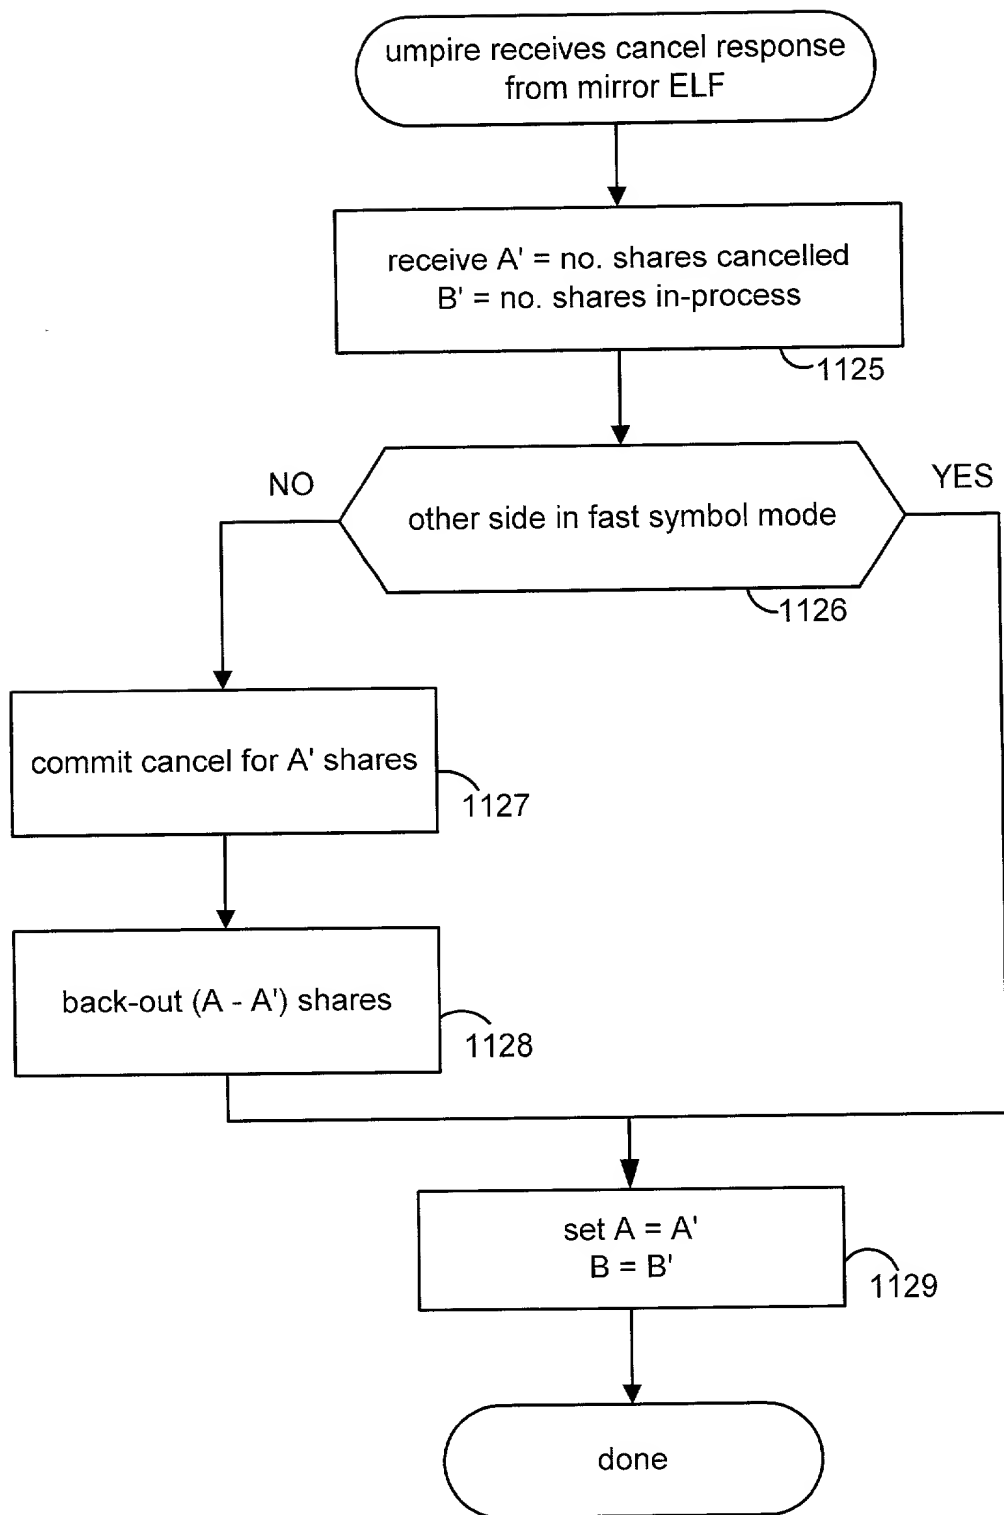 umpire receives cancel response
from mirror ELF
receive A' = no. shares cancelled
B' = no. shares in-process
1125
NO
YES
other side in fast symbol mode
1126
commit cancel for A' shares
1127
back-out (A - A') shares
1128
set A = A'
B = B'
1129
done